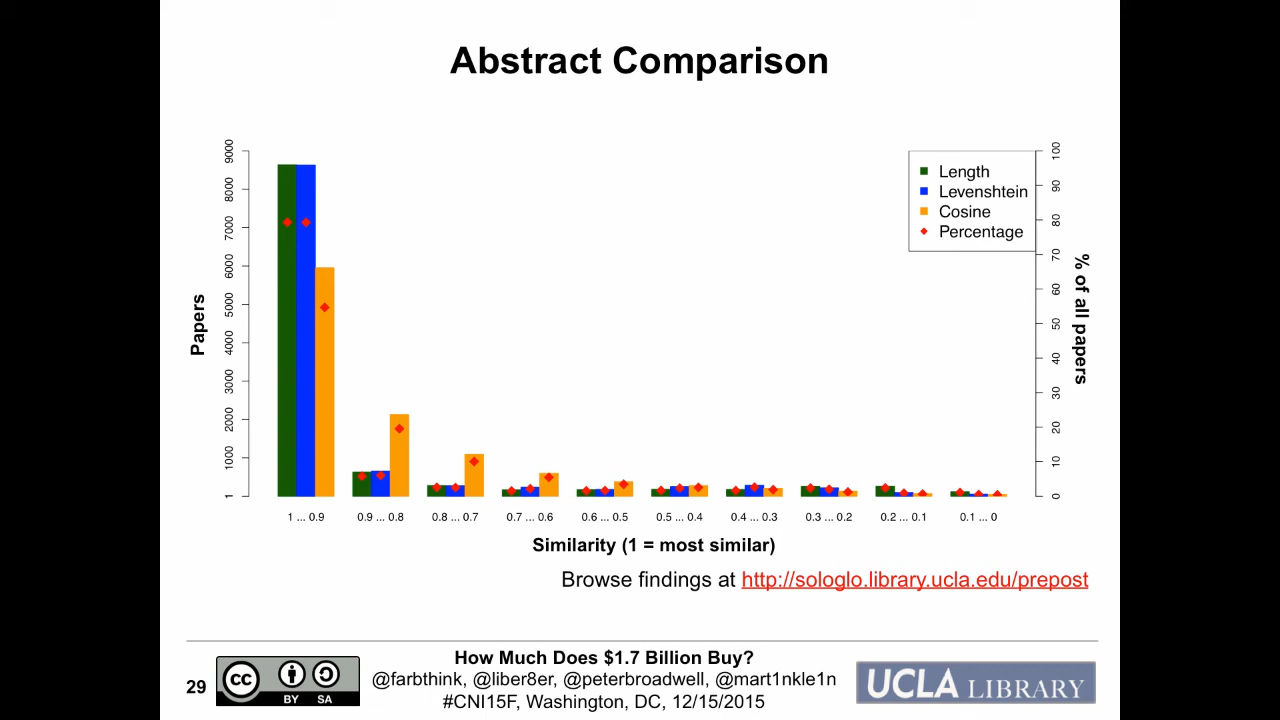 Abstract Comparison
9000
8000
7000
6000
5000
4000
3000
2000
1000
1
Papers
Length
Levenshtein
Cosine
Percentage
100
90
80
70
60
50
40
30
20
10
0
% of all papers
1 ... 0.9 0.9 ... 0.8 0.8 ... 0.7 0.7 ... 0.6 0.6 ... 0.5 0.5 ... 0.4 0.4 ... 0.3 0.3 ... 0.2 0.2 ... 0.1 0.1 ... 0
Similarity (1 = most similar)
Browse findings at http://sologlo.library.ucla.edu/prepost
29
cc
BY SA
How Much Does $1.7 Billion Buy?
@farbthink, @liber8er, @peterbroadwell, @mart1nkle1n
#CNI15F, Washington, DC, 12/15/2015
UCLA LIBRARY